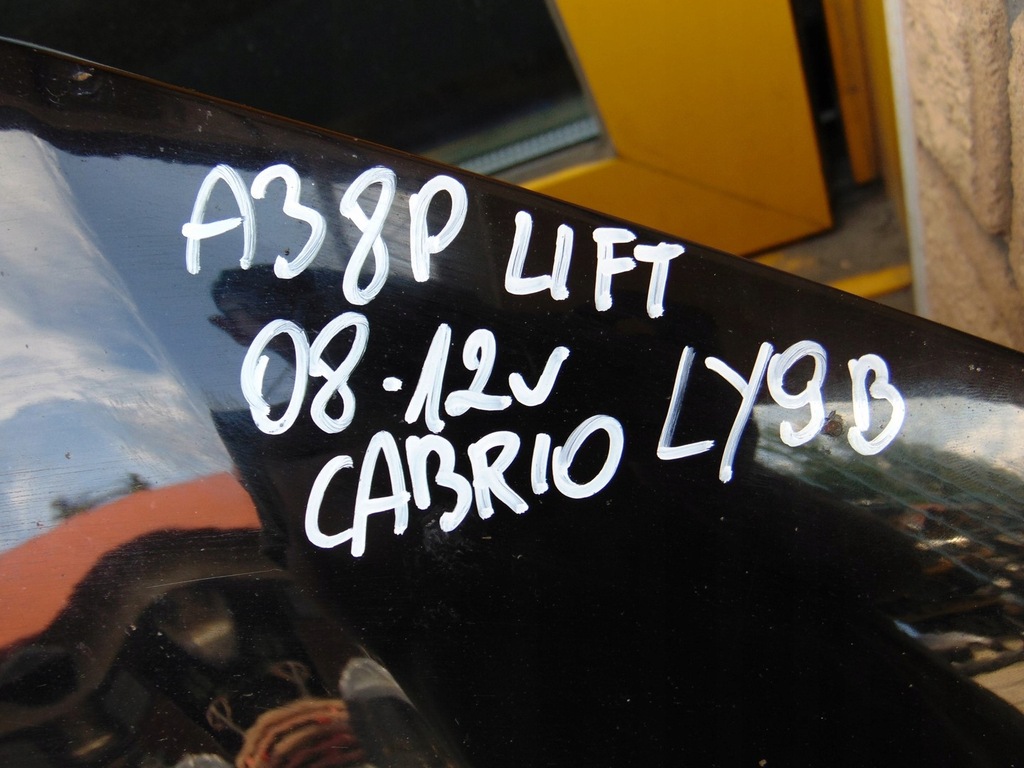 A3 8P LIFT
08-12r
CABRIO LY9B